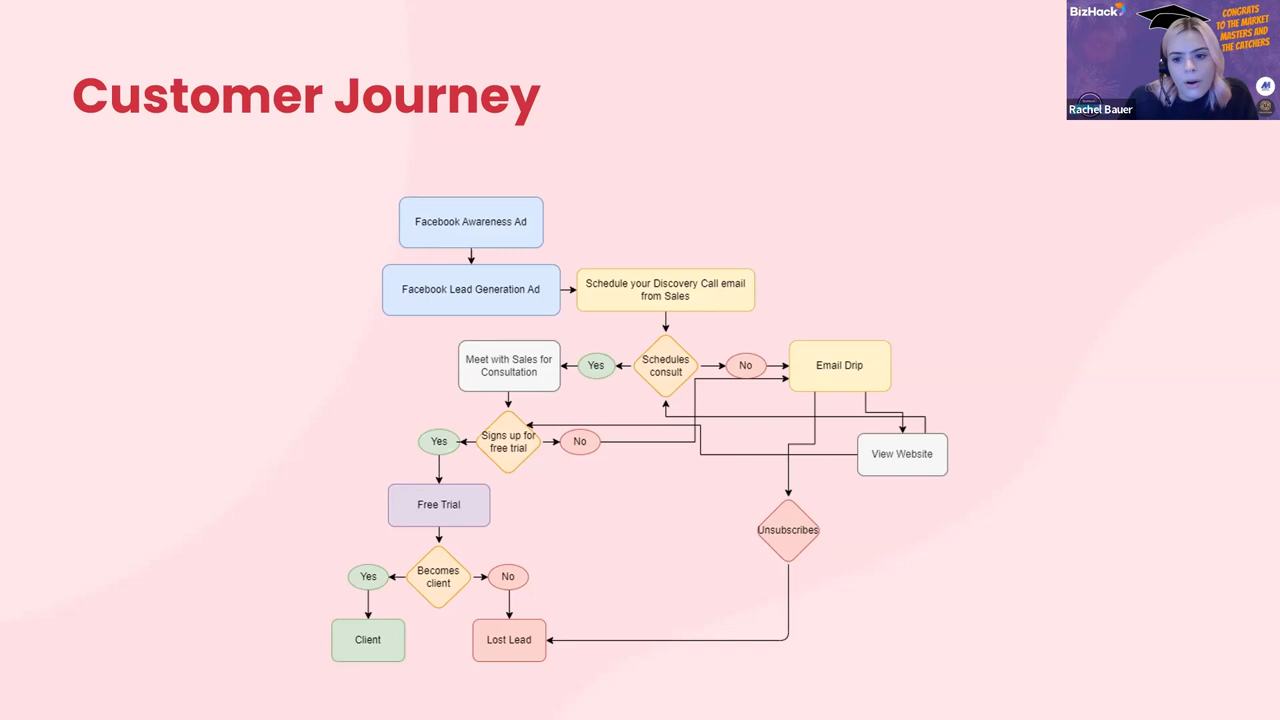 BizHack
CONGRATS
TO THE MARKET
MASTERS AND
THE CATCHERS
Rachel Bauer
Customer Journey
Facebook Awareness Ad
Facebook Lead Generation Ad
Schedule your Discovery Call email
from Sales
Meet with Sales for
Consultation
Yes
Schedules
consult
No
Email Drip
Yes
Signs up for
free trial
No
View Website
Free Trial
Unsubscribes
Yes
Becomes
client
No
Client
Lost Lead